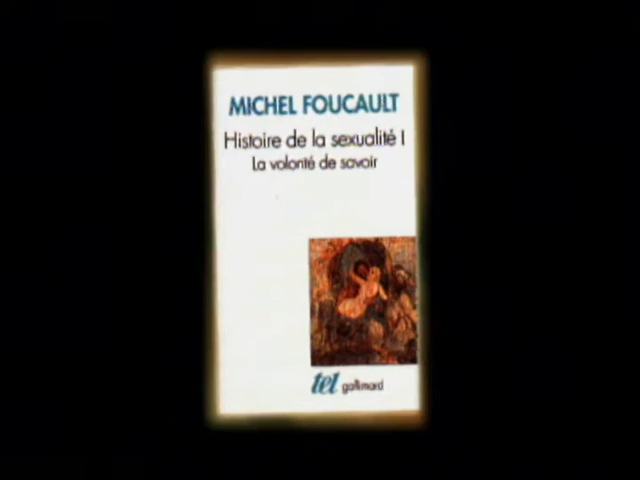 MICHEL FOUCAULT
Histoire de la sexualité I
La volonté de savoir
tel gallimard